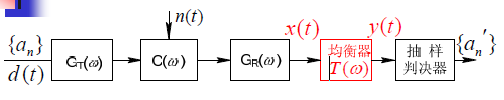 n(t)
x(t)
y(t)
{aₙ}
d(t)
G_T(ω)
C(ω)
G_R(ω)
均衡器
T(ω)
抽 样
判决器
{aₙ′}